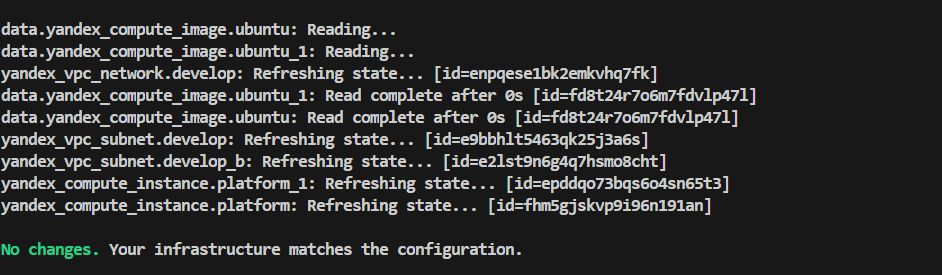 data.yandex_compute_image.ubuntu: Reading...
data.yandex_compute_image.ubuntu_1: Reading...
yandex_vpc_network.develop: Refreshing state... [id=enpqese1bk2emkvhq7fk]
data.yandex_compute_image.ubuntu_1: Read complete after 0s [id=fd8t24r7o6m7fdvlp47l]
data.yandex_compute_image.ubuntu: Read complete after 0s [id=fd8t24r7o6m7fdvlp47l]
yandex_vpc_subnet.develop: Refreshing state... [id=e9bbhlt5463qk25j3a6s]
yandex_vpc_subnet.develop_b: Refreshing state... [id=e2lst9n6g4q7hsmo8cht]
yandex_compute_instance.platform_1: Refreshing state... [id=epddqo73bqs6o4sn65t3]
yandex_compute_instance.platform: Refreshing state... [id=fhm5gjskvp9i96n191an]
No changes. Your infrastructure matches the configuration.